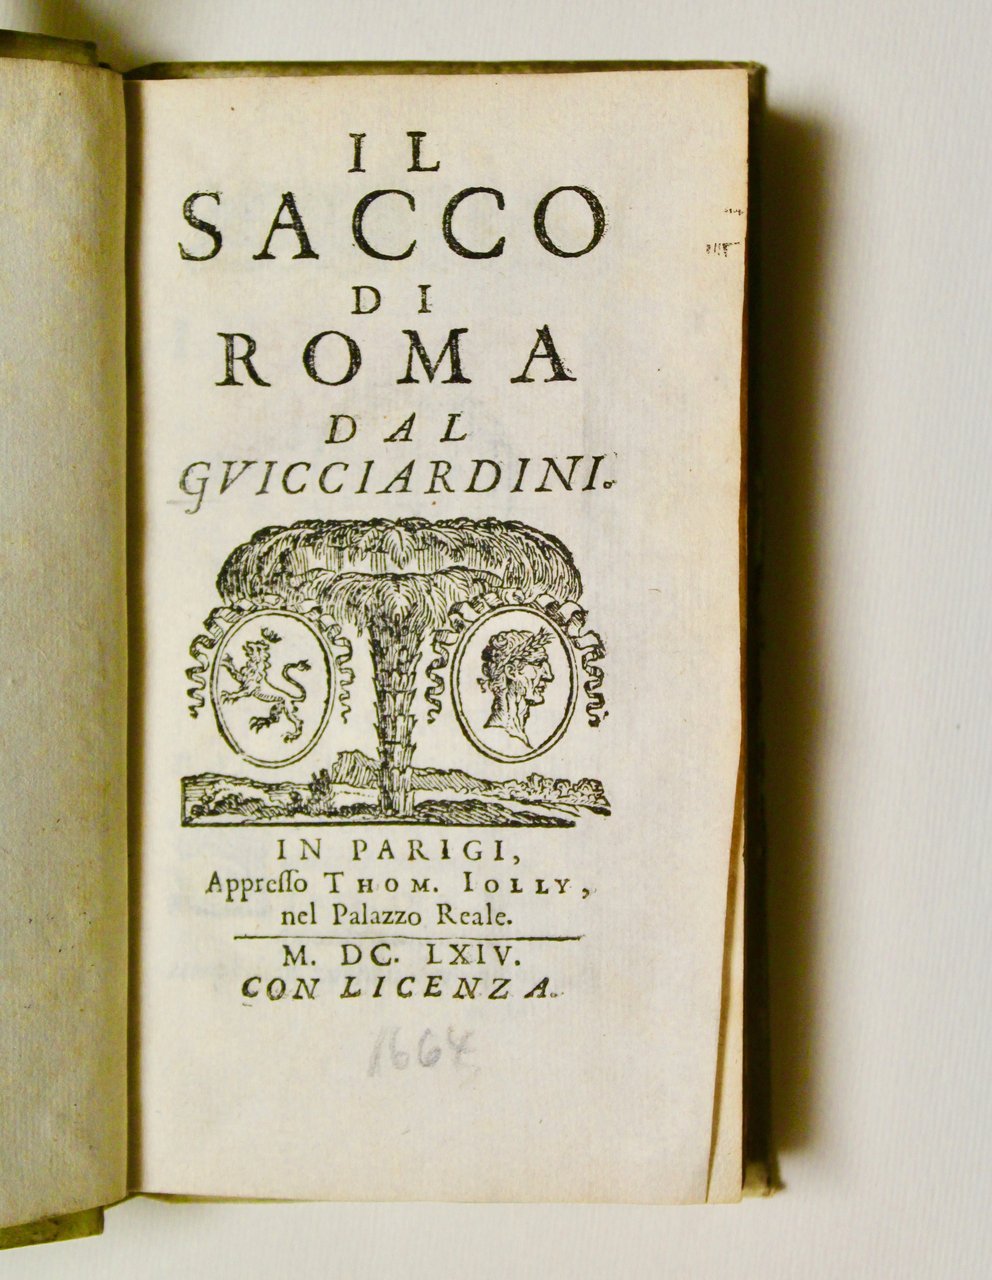 IL
SACCO
DI
ROMA
DAL
GVICCIARDINI.
IN PARIGI,
Appreſſo THOM. IOLLY,
nel Palazzo Reale.
M. DC. LXIV.
CON LICENZA.
1664